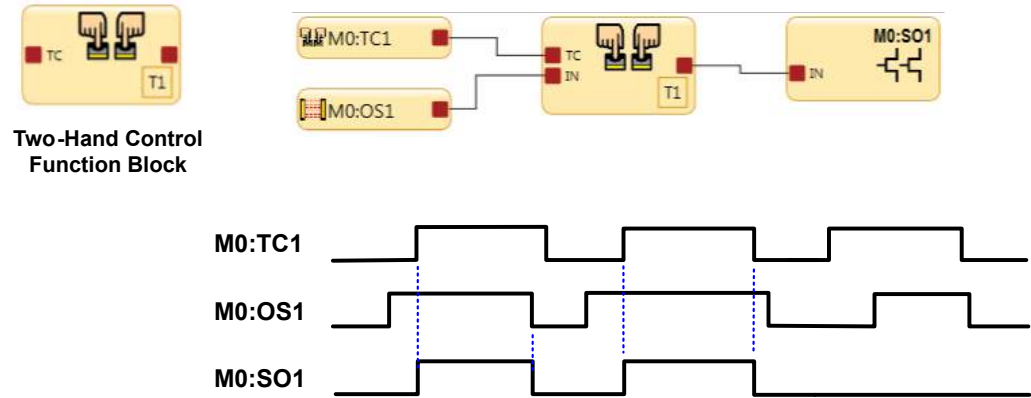 TC
T1
Two-Hand Control
Function Block
M0:TC1
M0:OS1
TC
IN
T1
M0:SO1
IN
M0:TC1
M0:OS1
M0:SO1